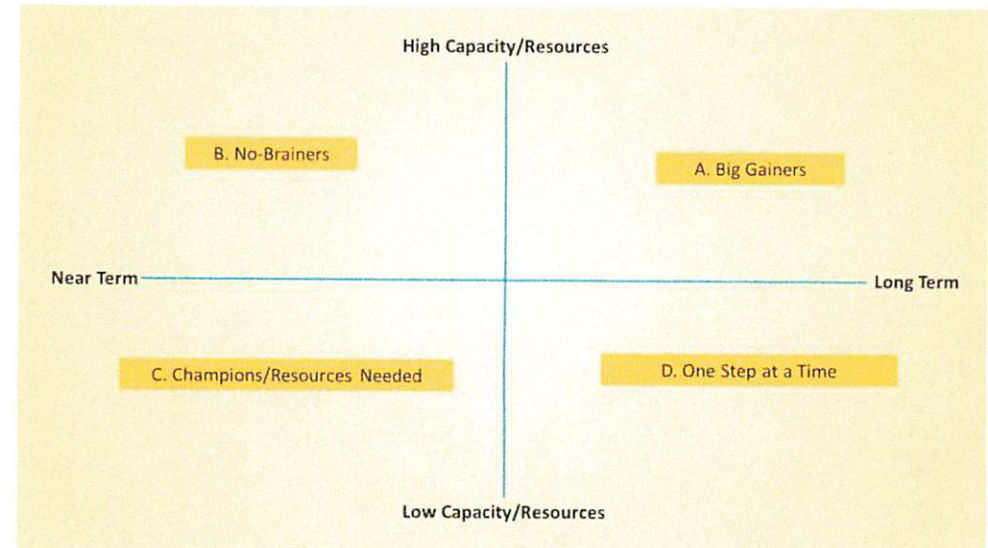 High Capacity/Resources
B. No-Brainers
A. Big Gainers
Near Term
Long Term
C. Champions/Resources Needed
D. One Step at a Time
Low Capacity/Resources